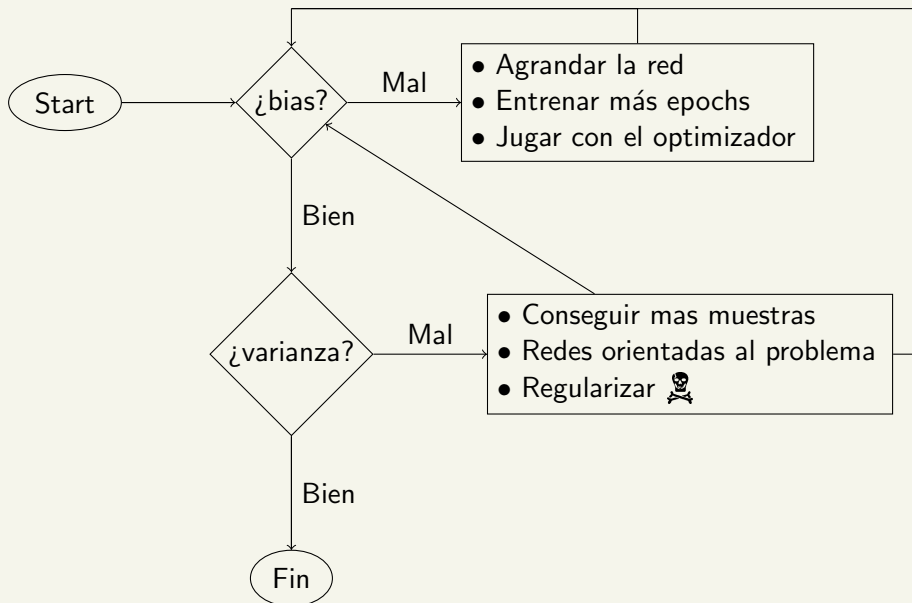 Start
¿bias?
Mal
• Agrandar la red
• Entrenar más epochs
• Jugar con el optimizador
Bien
¿varianza?
Mal
• Conseguir mas muestras
• Redes orientadas al problema
• Regularizar ☠
Bien
Fin